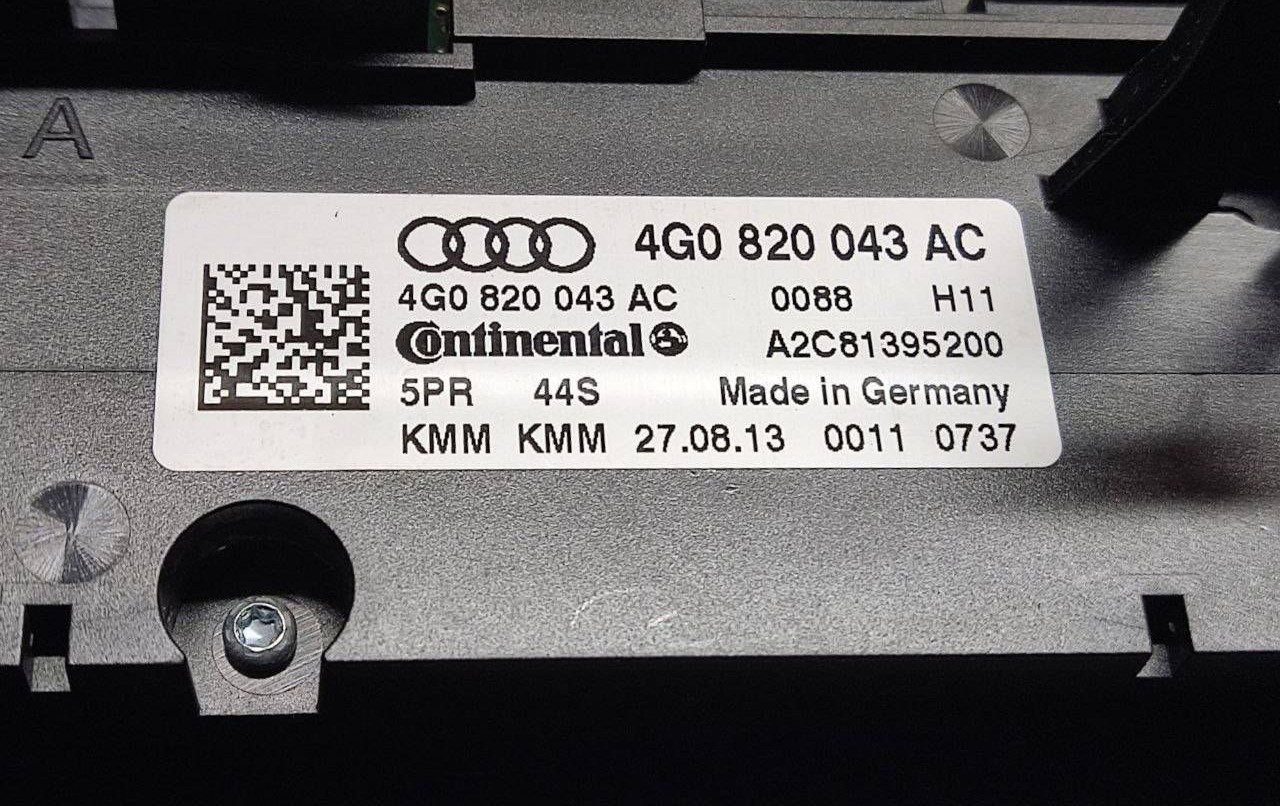 A
4G0 820 043 AC
4G0 820 043 AC 0088 H11
Continental A2C81395200
5PR 44S Made in Germany
KMM KMM 27.08.13 0011 0737